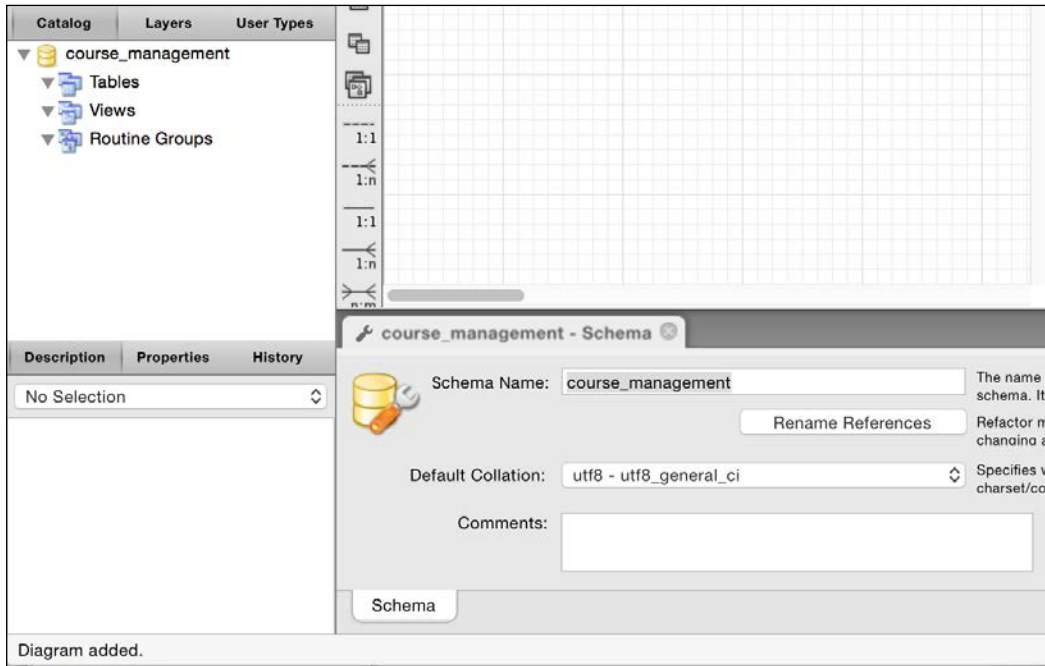 Catalog Layers User Types
course_management
Tables
Views
Routine Groups
1:1
1:n
1:1
1:n
n:m
course_management - Schema
Description Properties History
No Selection
Schema Name: course_management
The name
schema. It
Rename References
Refactor m
changing a
Default Collation: utf8 - utf8_general_ci
Specifies w
charset/co
Comments:
Schema
Diagram added.